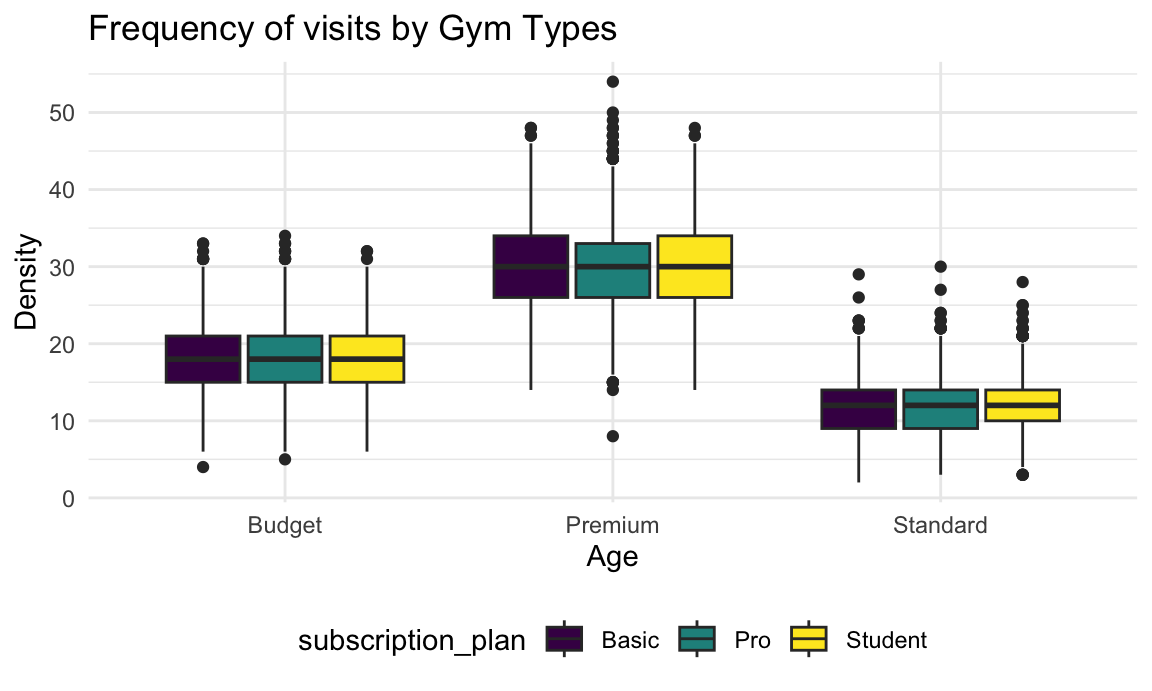 Frequency of visits by Gym Types
Density
50
40
30
20
10
0
Budget Premium Standard
Age
subscription_plan Basic Pro Student